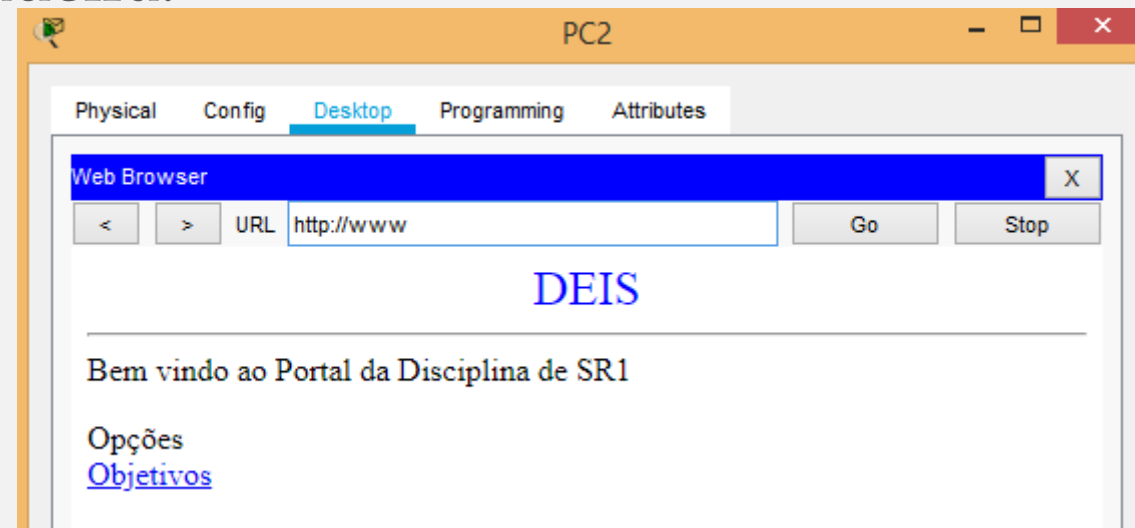 PC2
Physical Config Desktop Programming Attributes
Web Browser X
< > URL http://www Go Stop
DEIS
Bem vindo ao Portal da Disciplina de SR1
Opções
Objetivos